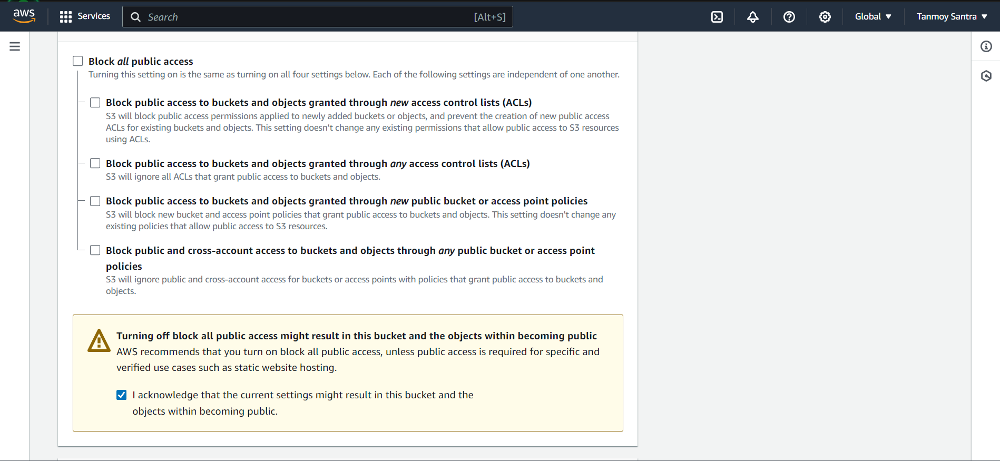 aws
Services
Search
[Alt+S]
Global
Tanmoy Santra
Block all public access
Turning this setting on is the same as turning on all four settings below. Each of the following settings are independent of one another.
Block public access to buckets and objects granted through new access control lists (ACLs)
S3 will block public access permissions applied to newly added buckets or objects, and prevent the creation of new public access
ACLs for existing buckets and objects. This setting doesn’t change any existing permissions that allow public access to S3 resources
using ACLs.
Block public access to buckets and objects granted through any access control lists (ACLs)
S3 will ignore all ACLs that grant public access to buckets and objects.
Block public access to buckets and objects granted through new public bucket or access point policies
S3 will block new bucket and access point policies that grant public access to buckets and objects. This setting doesn't change any
existing policies that allow public access to S3 resources.
Block public and cross-account access to buckets and objects through any public bucket or access point
policies
S3 will ignore public and cross-account access for buckets or access points with policies that grant public access to buckets and
objects.
Turning off block all public access might result in this bucket and the objects within becoming public
AWS recommends that you turn on block all public access, unless public access is required for specific and
verified use cases such as static website hosting.
I acknowledge that the current settings might result in this bucket and the
objects within becoming public.